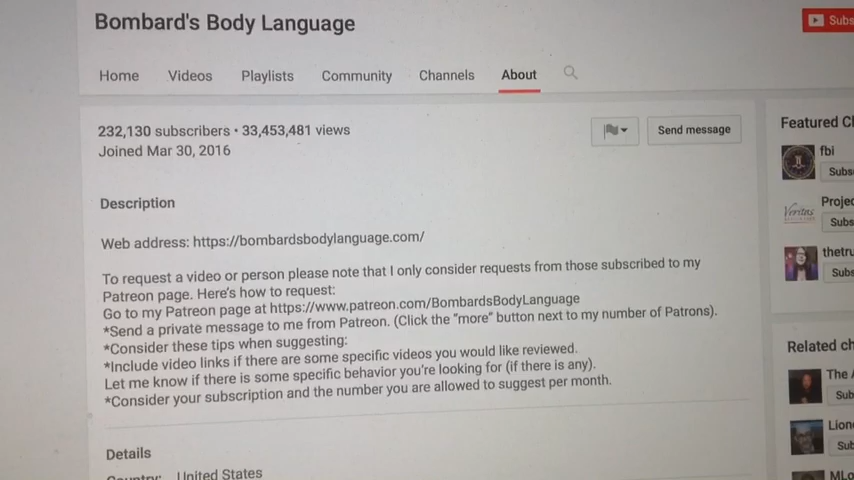 Bombard's Body Language
Subs
Home Videos Playlists Community Channels About
232,130 subscribers • 33,453,481 views
Send message
Joined Mar 30, 2016
Featured Cl
fbi
Subs
Description
Veritas
Projec
Subs
Web address: https://bombardsbodylanguage.com/
thetru
Subs
To request a video or person please note that I only consider requests from those subscribed to my
Patreon page. Here's how to request:
Go to my Patreon page at https://www.patreon.com/BombardsBodyLanguage
*Send a private message to me from Patreon. (Click the "more" button next to my number of Patrons).
*Consider these tips when suggesting:
*Include video links if there are some specific videos you would like reviewed.
Let me know if there is some specific behavior you're looking for (if there is any).
*Consider your subscription and the number you are allowed to suggest per month.
Related ch
The A
Sub
Lion
Sub
Details
Country: United States
MLo